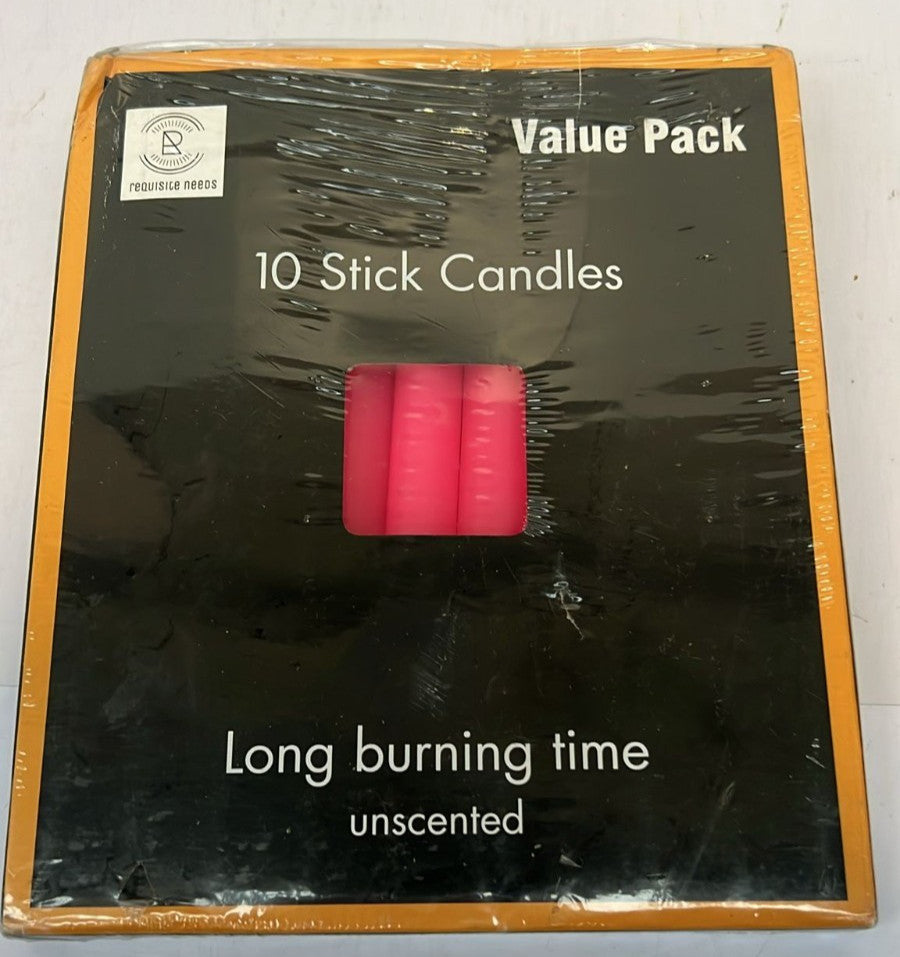 REQUISITE NEEDS
Value Pack
10 Stick Candles
Long burning time
unscented